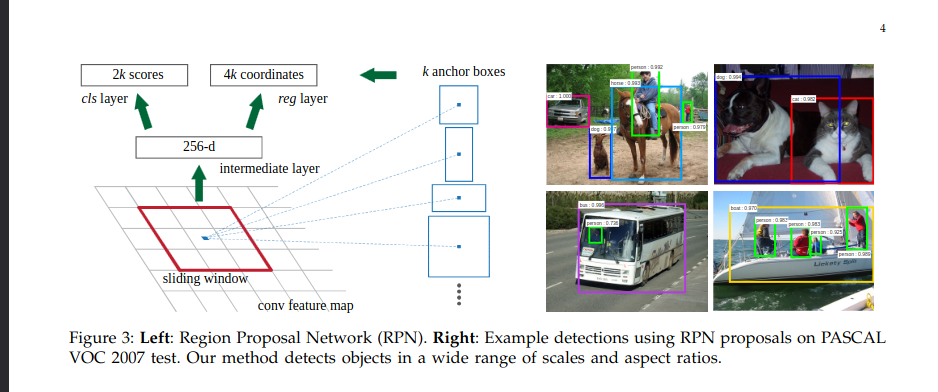 4
2k scores
4k coordinates
k anchor boxes
cls layer
reg layer
256-d
intermediate layer
sliding window
conv feature map
person : 0.992
horse : 0.993
car : 1.000
dog : 0.997
person : 0.979
dog : 0.994
cat : 0.982
bus : 0.996
person : 0.736
boat : 0.970
person : 0.983
person : 0.983
person : 0.925
person : 0.989
Figure 3: Left: Region Proposal Network (RPN). Right: Example detections using RPN proposals on PASCAL
VOC 2007 test. Our method detects objects in a wide range of scales and aspect ratios.